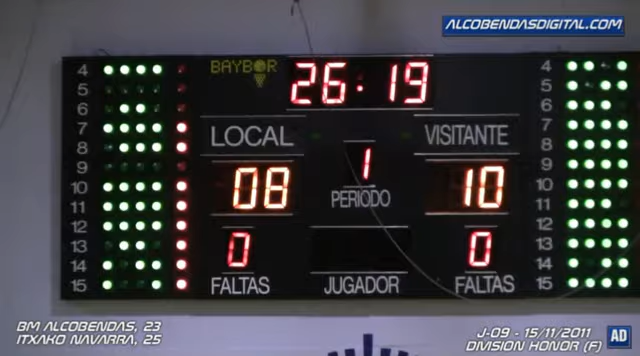 ALCOBENDASDIGITAL.COM
BAYBOR
26:19
4 4
5 5
6 6
7 7
8 8
9 9
10 10
11 11
12 12
13 13
14 14
15 15
LOCAL VISITANTE
1
08 10
PERIODO
0 0
FALTAS JUGADOR FALTAS
BM ALCOBENDAS, 23
ITXAKO NAVARRA, 25
J-09 - 15/11/2011
DIVISION HONOR (F)
AD